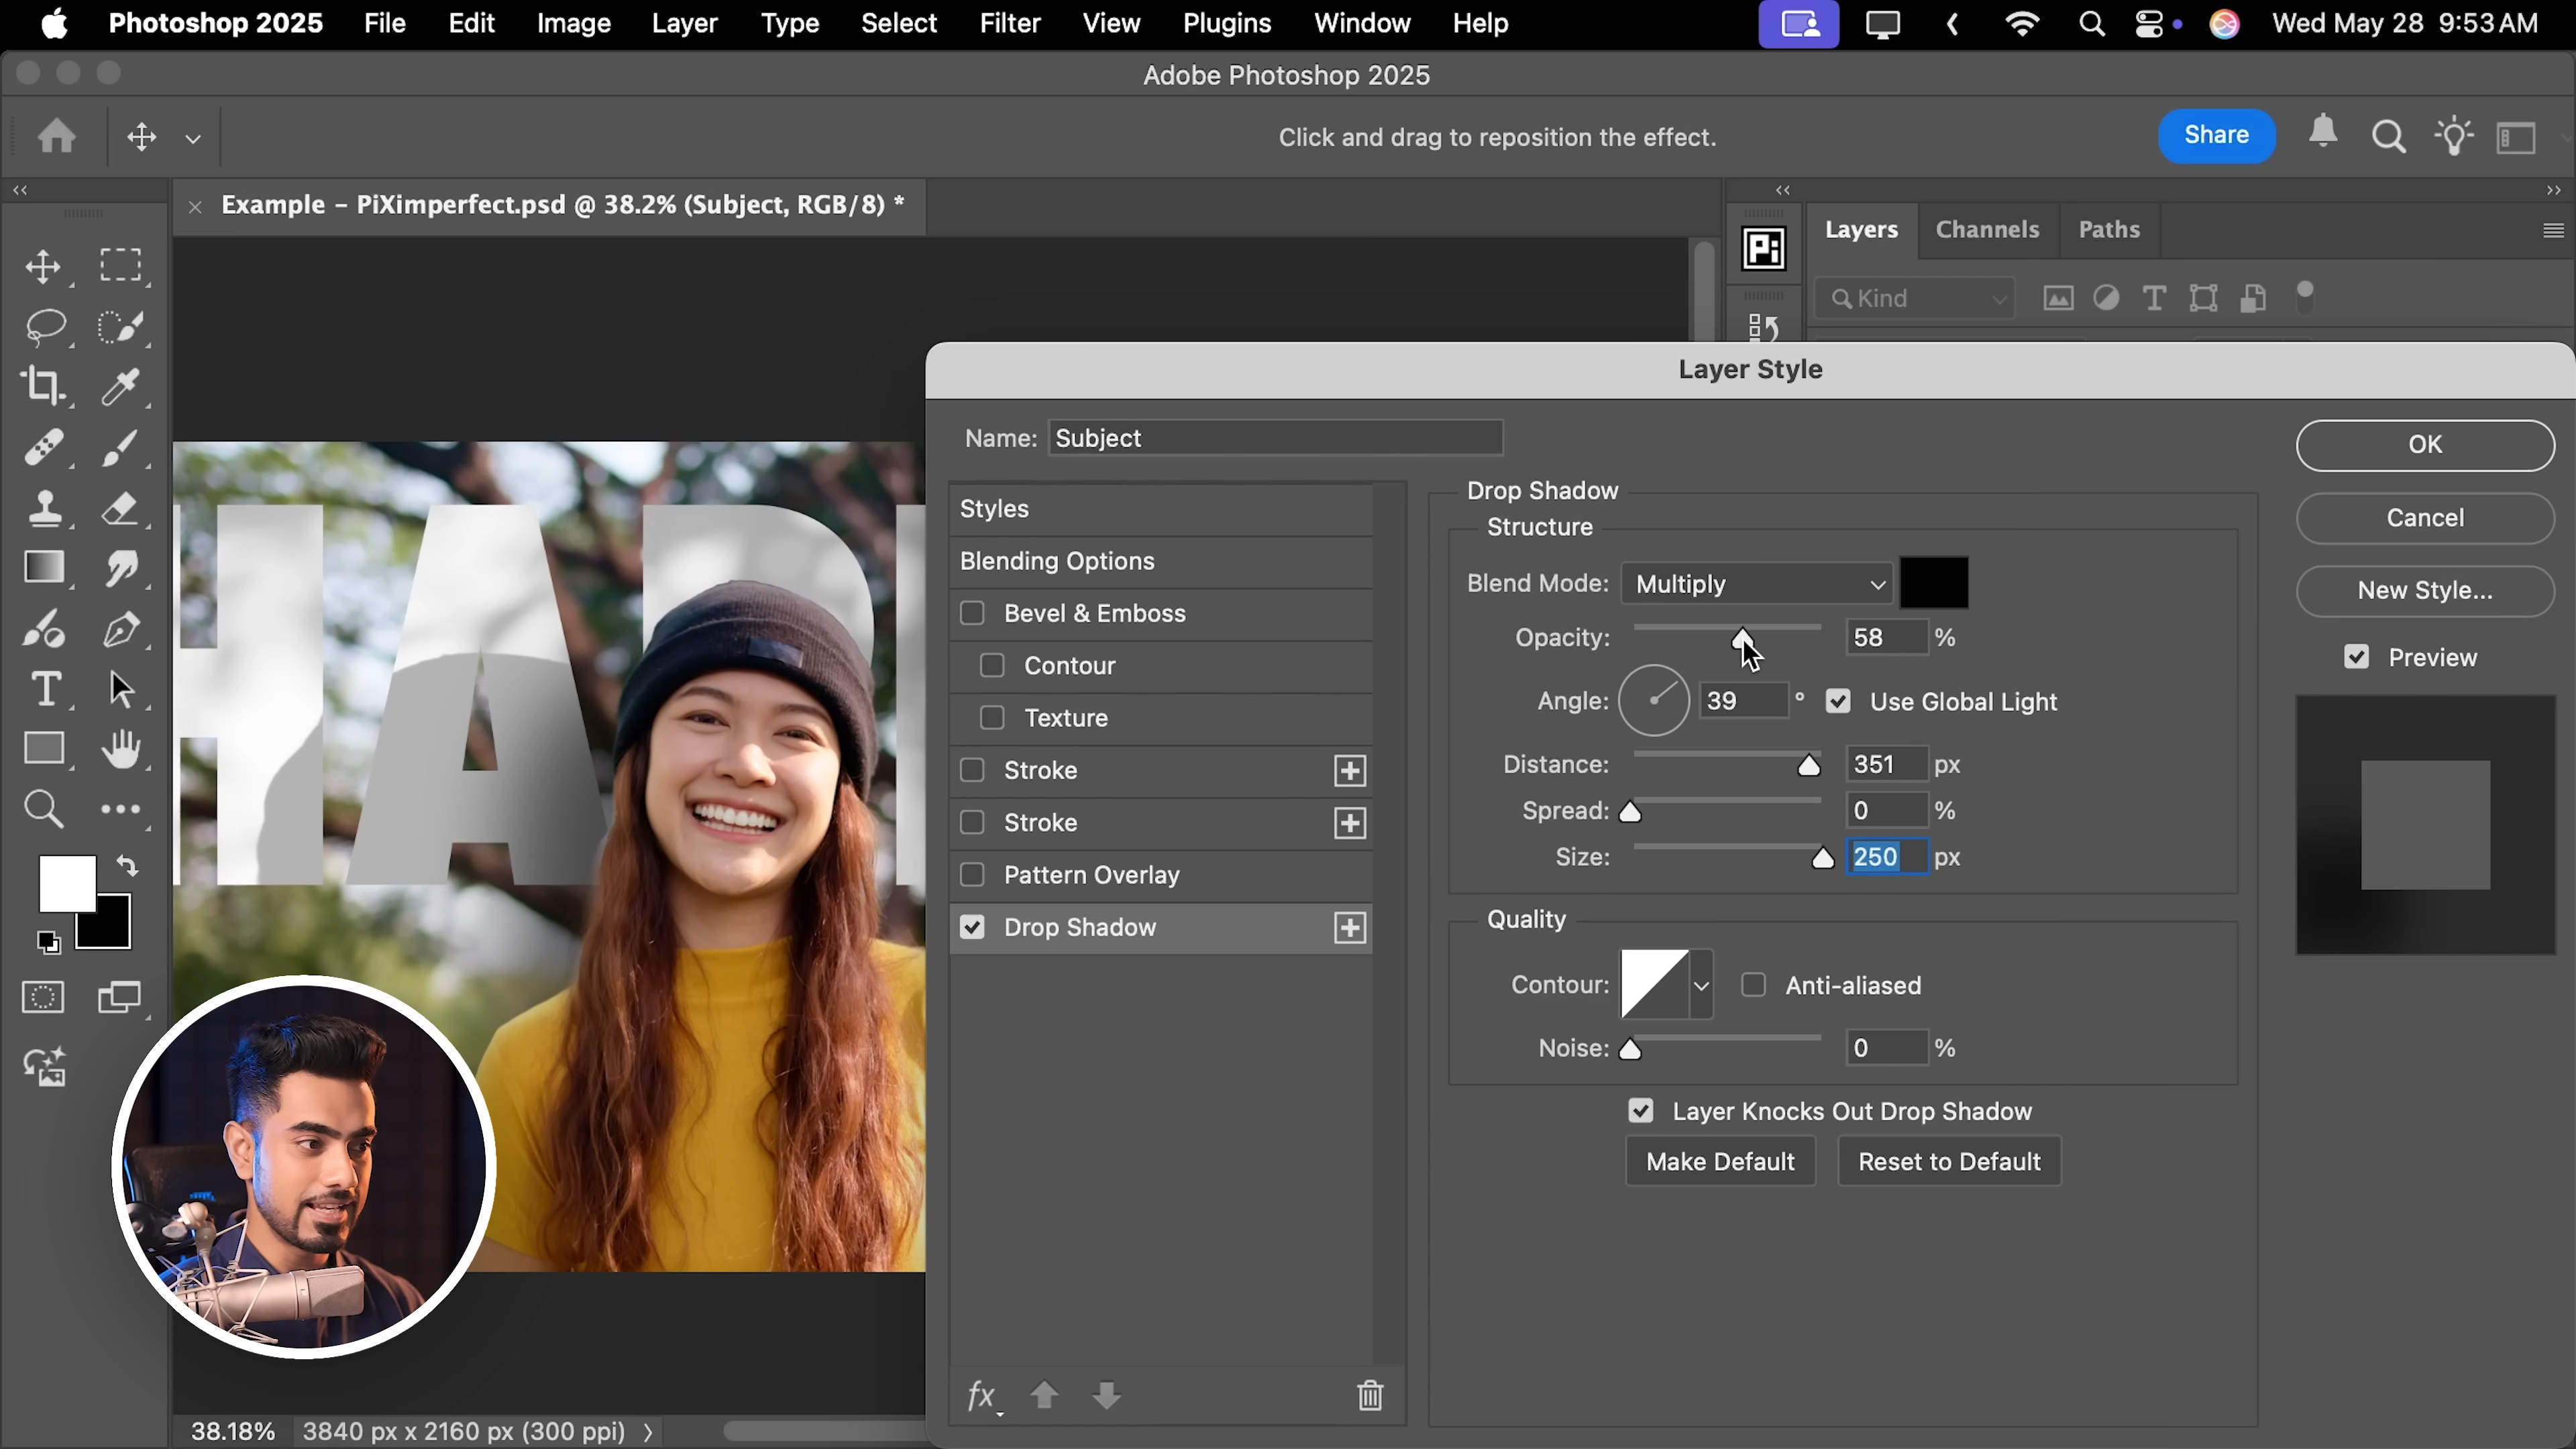 Photoshop 2025 File Edit Image Layer Type Select Filter View Plugins Window Help Wed May 28 9:53 AM
Adobe Photoshop 2025
Click and drag to reposition the effect.
Share
Example – PiXimperfect.psd @ 38.2% (Subject, RGB/8) *
Pi
Layers Channels Paths
Kind
Layer Style
Name: Subject
OK
Cancel
New Style...
Preview
Styles
Blending Options
Bevel & Emboss
Contour
Texture
Stroke
Stroke
Pattern Overlay
Drop Shadow
fx
Drop Shadow
Structure
Blend Mode: Multiply
Opacity: 58 %
Angle: 39 ° Use Global Light
Distance: 351 px
Spread: 0 %
Size: 250 px
Quality
Contour: Anti-aliased
Noise: 0 %
Layer Knocks Out Drop Shadow
Make Default Reset to Default
38.18% 3840 px x 2160 px (300 ppi)